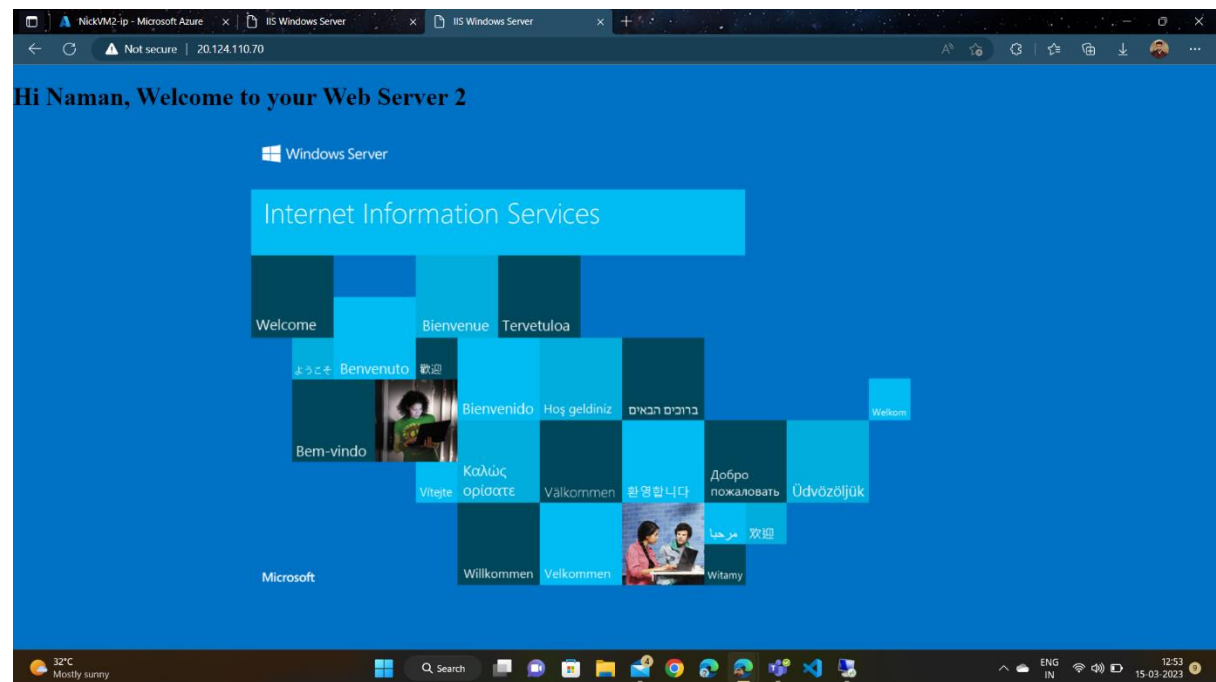 NickVM2-ip - Microsoft Azure
IIS Windows Server
IIS Windows Server
Not secure | 20.124.110.70
Hi Naman, Welcome to your Web Server 2
Windows Server
Internet Information Services
Welcome
Bienvenue
Tervetuloa
ようこそ
Benvenuto
歡迎
Bienvenido
Hoş geldiniz
ברוכים הבאים
Welkom
Bem-vindo
Vítejte
Καλώς
ορίσατε
Välkommen
환영합니다
Добро
пожаловать
Üdvözöljük
مرحبا
欢迎
Microsoft
Willkommen
Velkommen
Witamy
32°C
Mostly sunny
Search
ENG
IN
12:53
15-03-2023
9